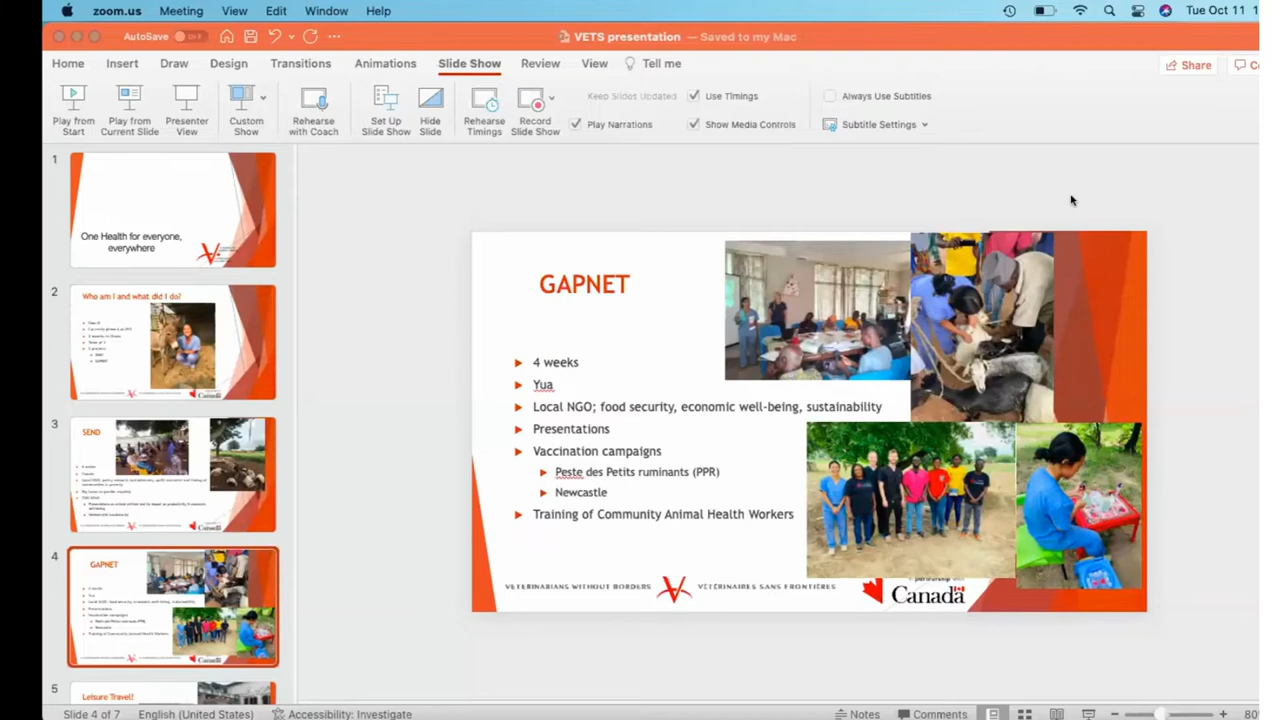 zoom.us Meeting View Edit Window Help
Tue Oct 11 1
AutoSave
VETS presentation — Saved to my Mac
Home Insert Draw Design Transitions Animations Slide Show Review View Tell me
Share
Keep Slides Updated Use Timings Always Use Subtitles
Play from Start
Play from Current Slide
Presenter View
Custom Show
Rehearse with Coach
Set Up Slide Show
Hide Slide
Rehearse Timings
Record Slide Show
Play Narrations Show Media Controls Subtitle Settings
1
One Health for everyone,
everywhere
2
Who am I and what did I do?
3
SEND
4
GAPNET
5
Leisure Travel!
GAPNET
4 weeks
Yua
Local NGO; food security, economic well-being, sustainability
Presentations
Vaccination campaigns
Peste des Petits ruminants (PPR)
Newcastle
Training of Community Animal Health Workers
VETERINARIANS WITHOUT BORDERS VÉTÉRINAIRES SANS FRONTIÈRES
Canada
Slide 4 of 7 English (United States) Accessibility: Investigate
Notes Comments